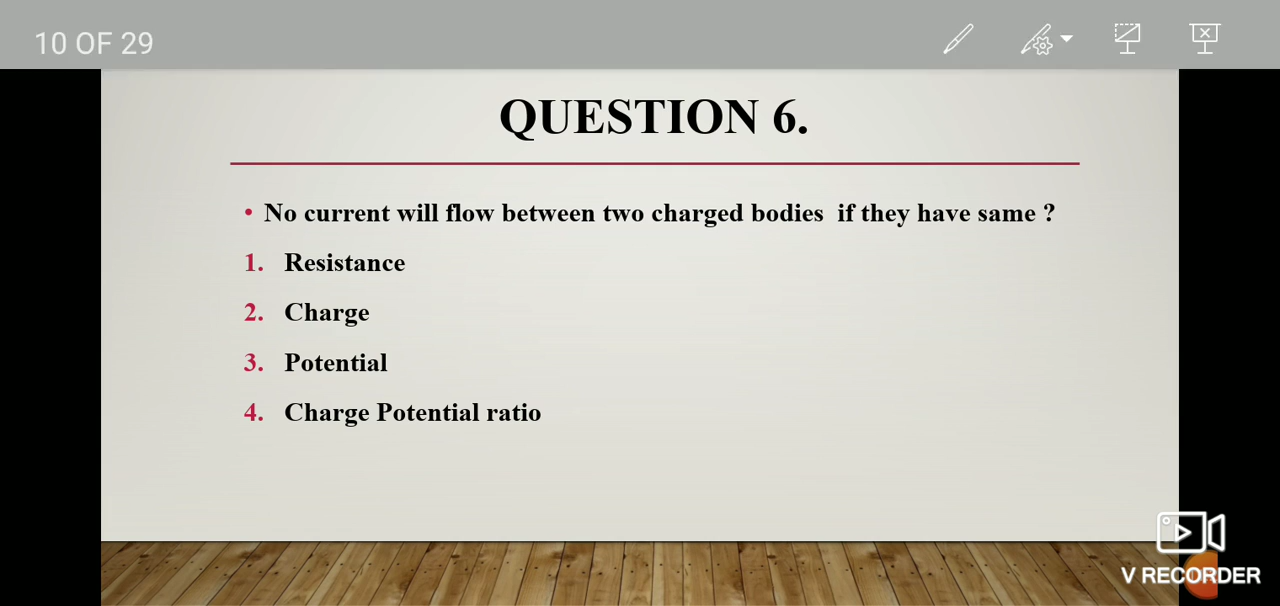 10 OF 29
QUESTION 6.
• No current will flow between two charged bodies if they have same ?
1. Resistance
2. Charge
3. Potential
4. Charge Potential ratio
V RECORDER